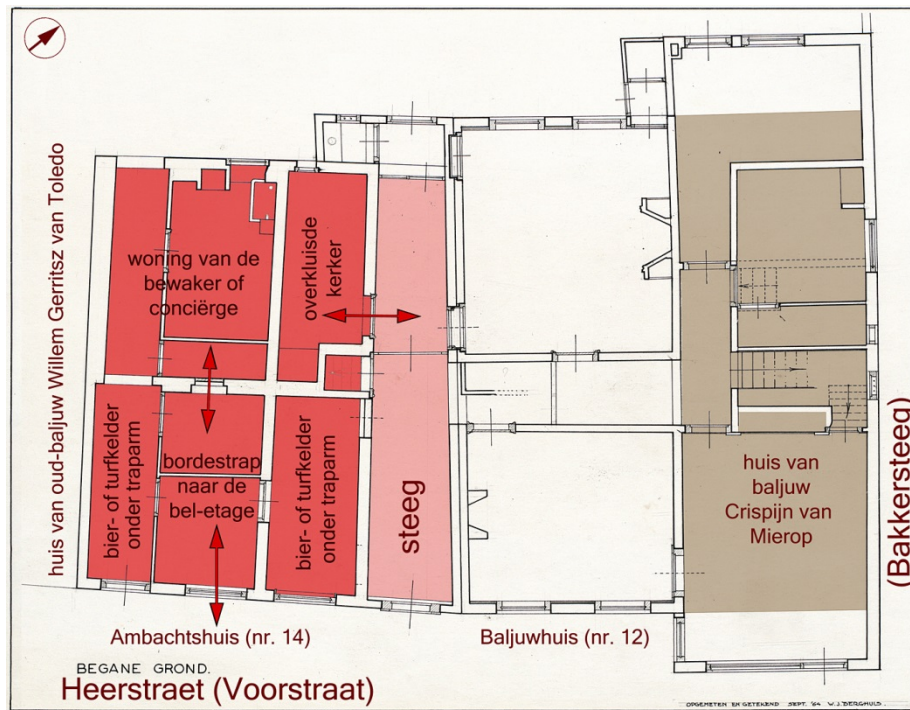 huis van oud-baljuw Willem Gerritsz van Toledo
woning van de
bewaker of
conciërge
overkluisde
kerker
bier- of turfkelder
onder traparm
bordestrap
naar de
bel-etage
bier- of turfkelder
onder traparm
steeg
huis van
baljuw
Crispijn van
Mierop
(Bakkersteeg)
Ambachtshuis (nr. 14)
Baljuwhuis (nr. 12)
BEGANE GROND.
Heerstraet (Voorstraat)
OPGEMETEN EN GETEKEND SEPT. '64 W.J. BERGHUIS.